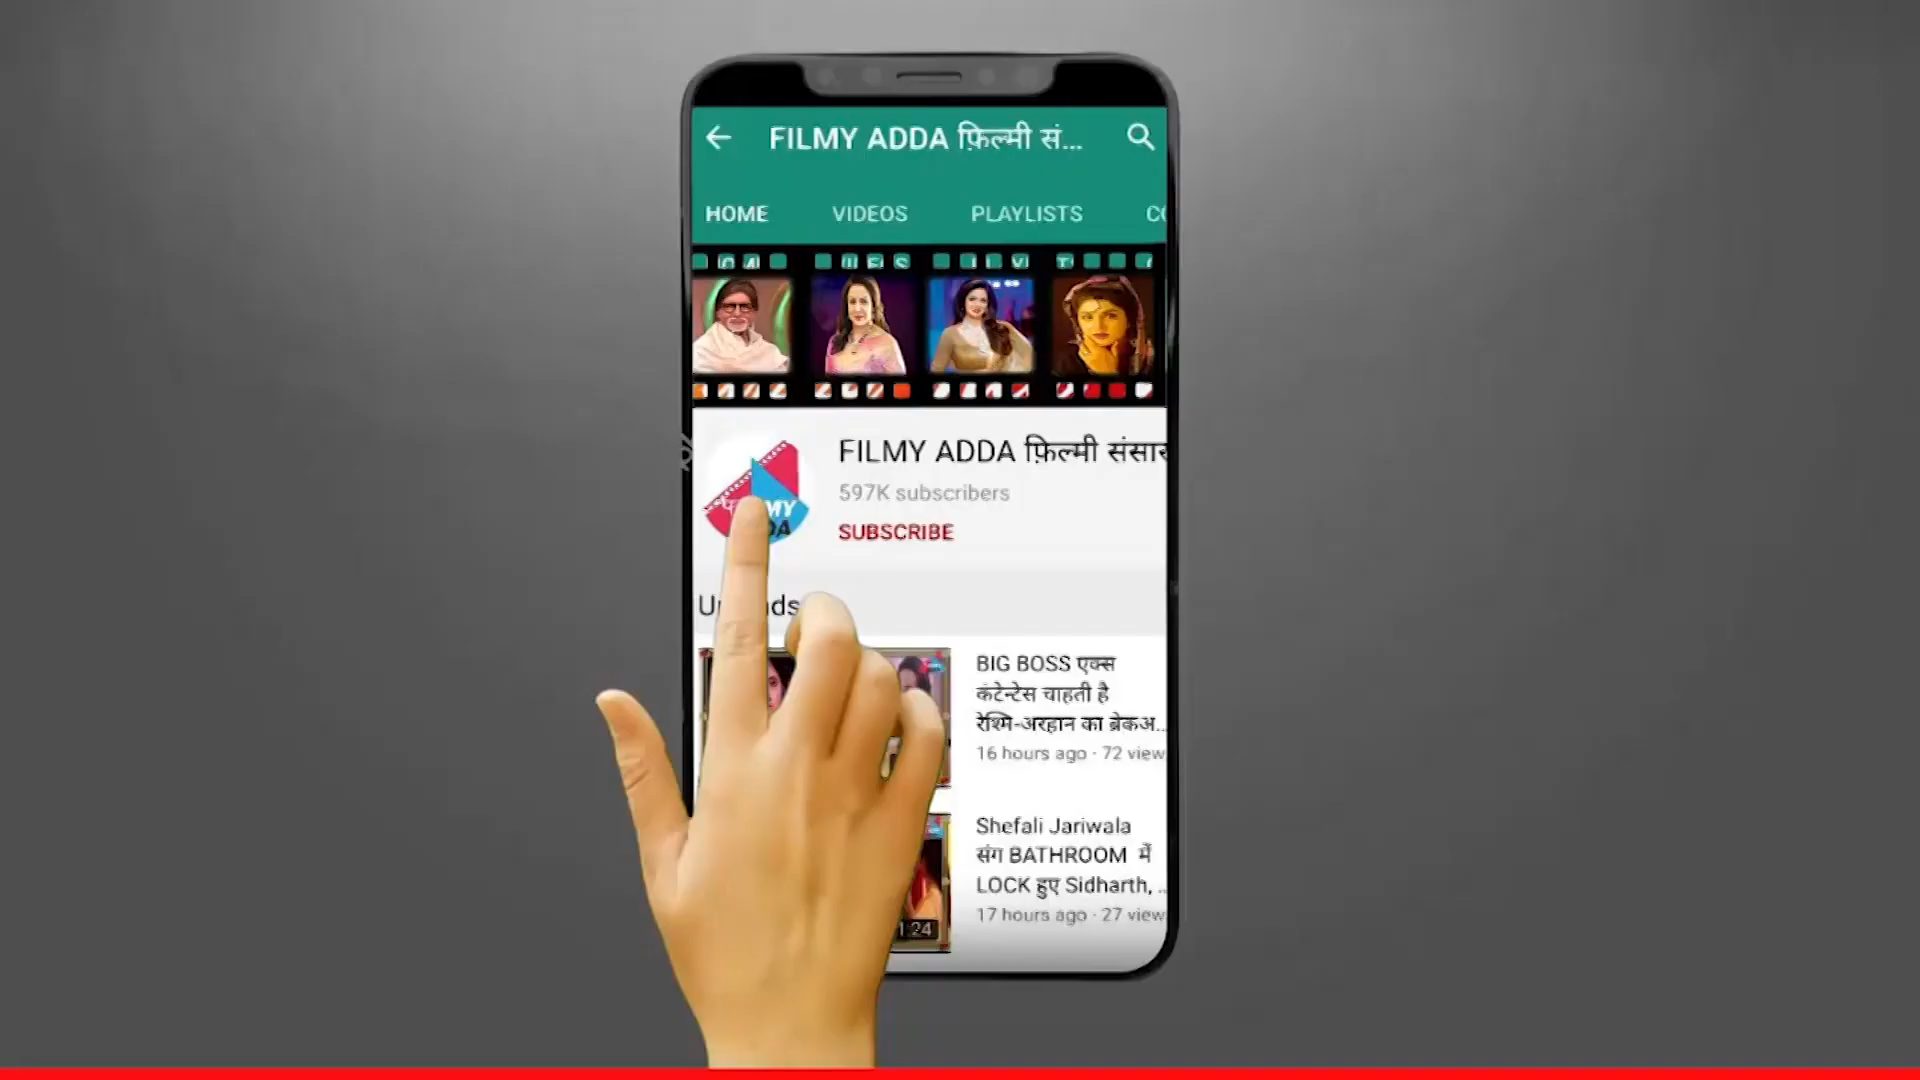 FILMY ADDA फ़िल्मी सं...
HOME VIDEOS PLAYLISTS
FILMY ADDA फ़िल्मी संसार
597K subscribers
SUBSCRIBE
BIG BOSS एक्स
कंटेन्टेंस चाहती है
रेश्मि-अरहान का ब्रेकअ...
16 hours ago · 72 view
Shefali Jariwala
संग BATHROOM में
LOCK हुए Sidharth, ..
17 hours ago · 27 view
1:24